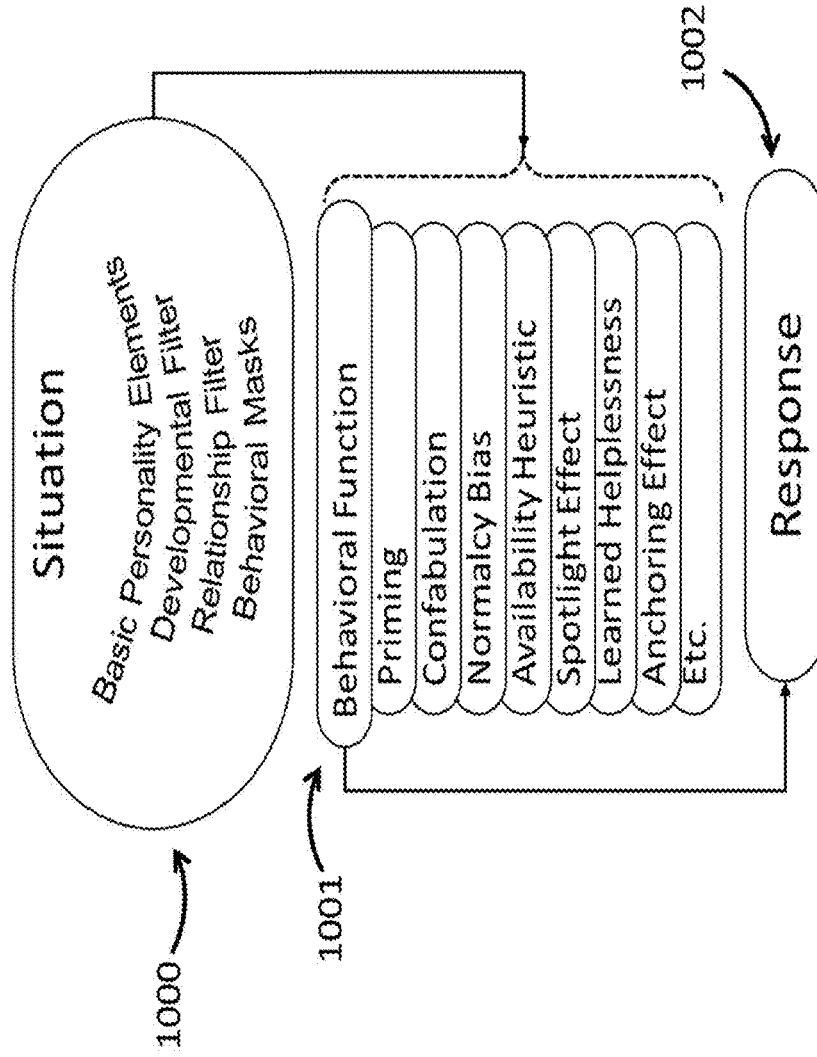 Situation
Basic Personality Elements
Developmental Filter
Relationship Filter
Behavioral Masks
1000
1001
Behavioral Function
Priming
Confabulation
Normalcy Bias
Availability Heuristic
Spotlight Effect
Learned Helplessness
Anchoring Effect
Etc.
1002
Response